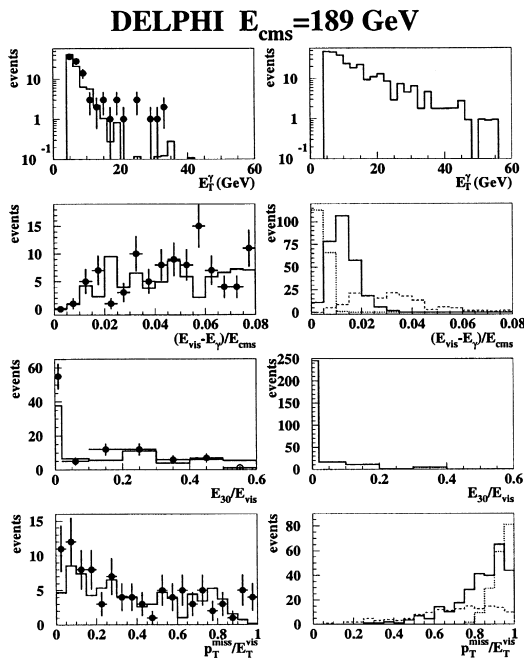 DELPHI E_cms=189 GeV
events
10
1
-1
10
0 20 40 60
E_T^γ (GeV)
events
10
1
-1
10
0 20 40 60
E_T^γ (GeV)
events
15
10
5
0
0 0.02 0.04 0.06 0.08
(E_vis-E_γ)/E_cms
events
100
75
50
25
0
0 0.02 0.04 0.06 0.08
(E_vis-E_γ)/E_cms
events
60
40
20
0
0 0.2 0.4 0.6
E_30/E_vis
events
250
200
150
100
50
0
0 0.2 0.4 0.6
E_30/E_vis
events
15
10
5
0
0 0.2 0.4 0.6 0.8 1
p_T^miss/E_T^vis
events
80
60
40
20
0
0 0.2 0.4 0.6 0.8 1
p_T^miss/E_T^vis